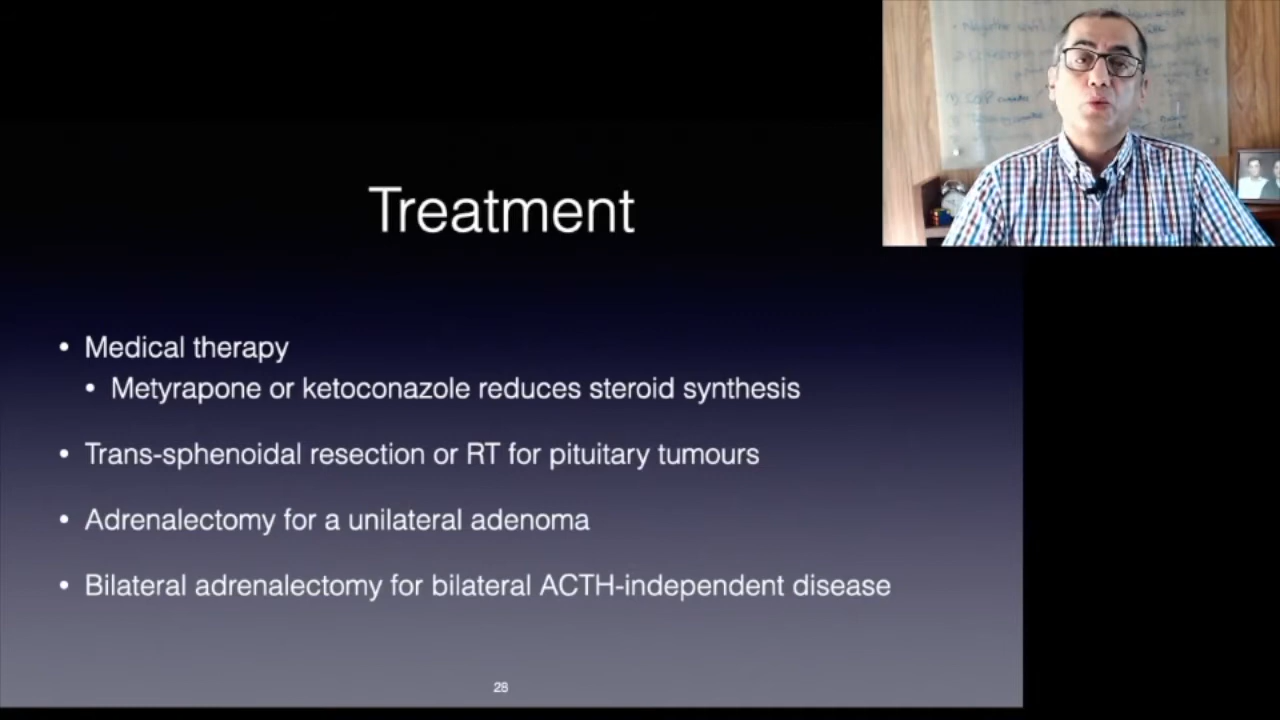 Treatment
• Medical therapy
• Metyrapone or ketoconazole reduces steroid synthesis
• Trans-sphenoidal resection or RT for pituitary tumours
• Adrenalectomy for a unilateral adenoma
• Bilateral adrenalectomy for bilateral ACTH-independent disease
28